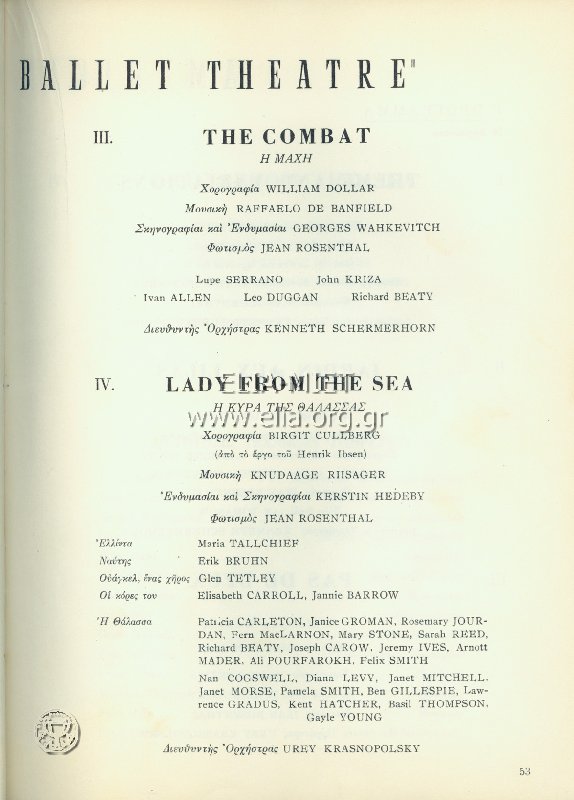 BALLET THEATRE"
III. THE COMBAT
Η ΜΑΧΗ
Χορογραφία WILLIAM DOLLAR
Μουσικὴ RAFFAELO DE BANFIELD
Σκηνογραφίαι καὶ Ἐνδυμασίαι GEORGES WAHKEVITCH
Φωτισμὸς JEAN ROSENTHAL
Lupe SERRANO John KRIZA
Ivan ALLEN Leo DUGGAN Richard BEATY
Διευθυντὴς Ὀρχήστρας KENNETH SCHERMERHORN
IV. LADY FROM THE SEA
Η ΚΥΡΑ ΤΗΣ ΘΑΛΑΣΣΑΣ
www.elia.org.gr
Χορογραφία BIRGIT CULLBERG
(ἀπὸ τὸ ἔργο τοῦ Henrik Ibsen)
Μουσικὴ KNUDAAGE RIISAGER
Ἐνδυμασίαι καὶ Σκηνογραφίαι KERSTIN HEDEBY
Φωτισμὸς JEAN ROSENTHAL
Ἐλλίντα Maria TALLCHIEF
Ναύτης Erik BRUHN
Οὐάγκελ, ἕνας χῆρος Glen TETLEY
Οἱ κόρες του Elisabeth CARROLL, Jannie BARROW
Ἡ Θάλασσα Patricia CARLETON, Janice GROMAN, Rosemary JOUR-
DAN, Fern MacLARNON, Mary STONE, Sarah REED,
Richard BEATY, Joseph CAROW, Jeremy IVES, Arnott
MADER, Ali POURFAROKH, Felix SMITH
Nan COGSWELL, Diana LEVY, Janet MITCHELL,
Janet MORSE, Pamela SMITH, Ben GILLESPIE, Law-
rence GRADUS, Kent HATCHER, Basil THOMPSON,
Gayle YOUNG
Διευθυντὴς Ὀρχήστρας UREY KRASNOPOLSKY
53